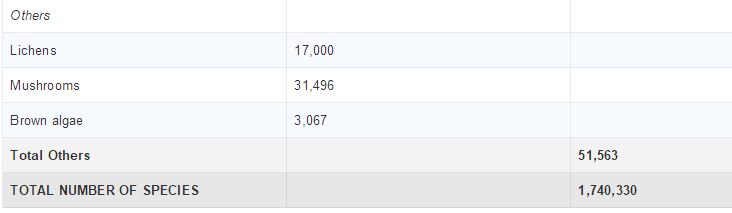 Others
Lichens 17,000
Mushrooms 31,496
Brown algae 3,067
Total Others 51,563
TOTAL NUMBER OF SPECIES 1,740,330